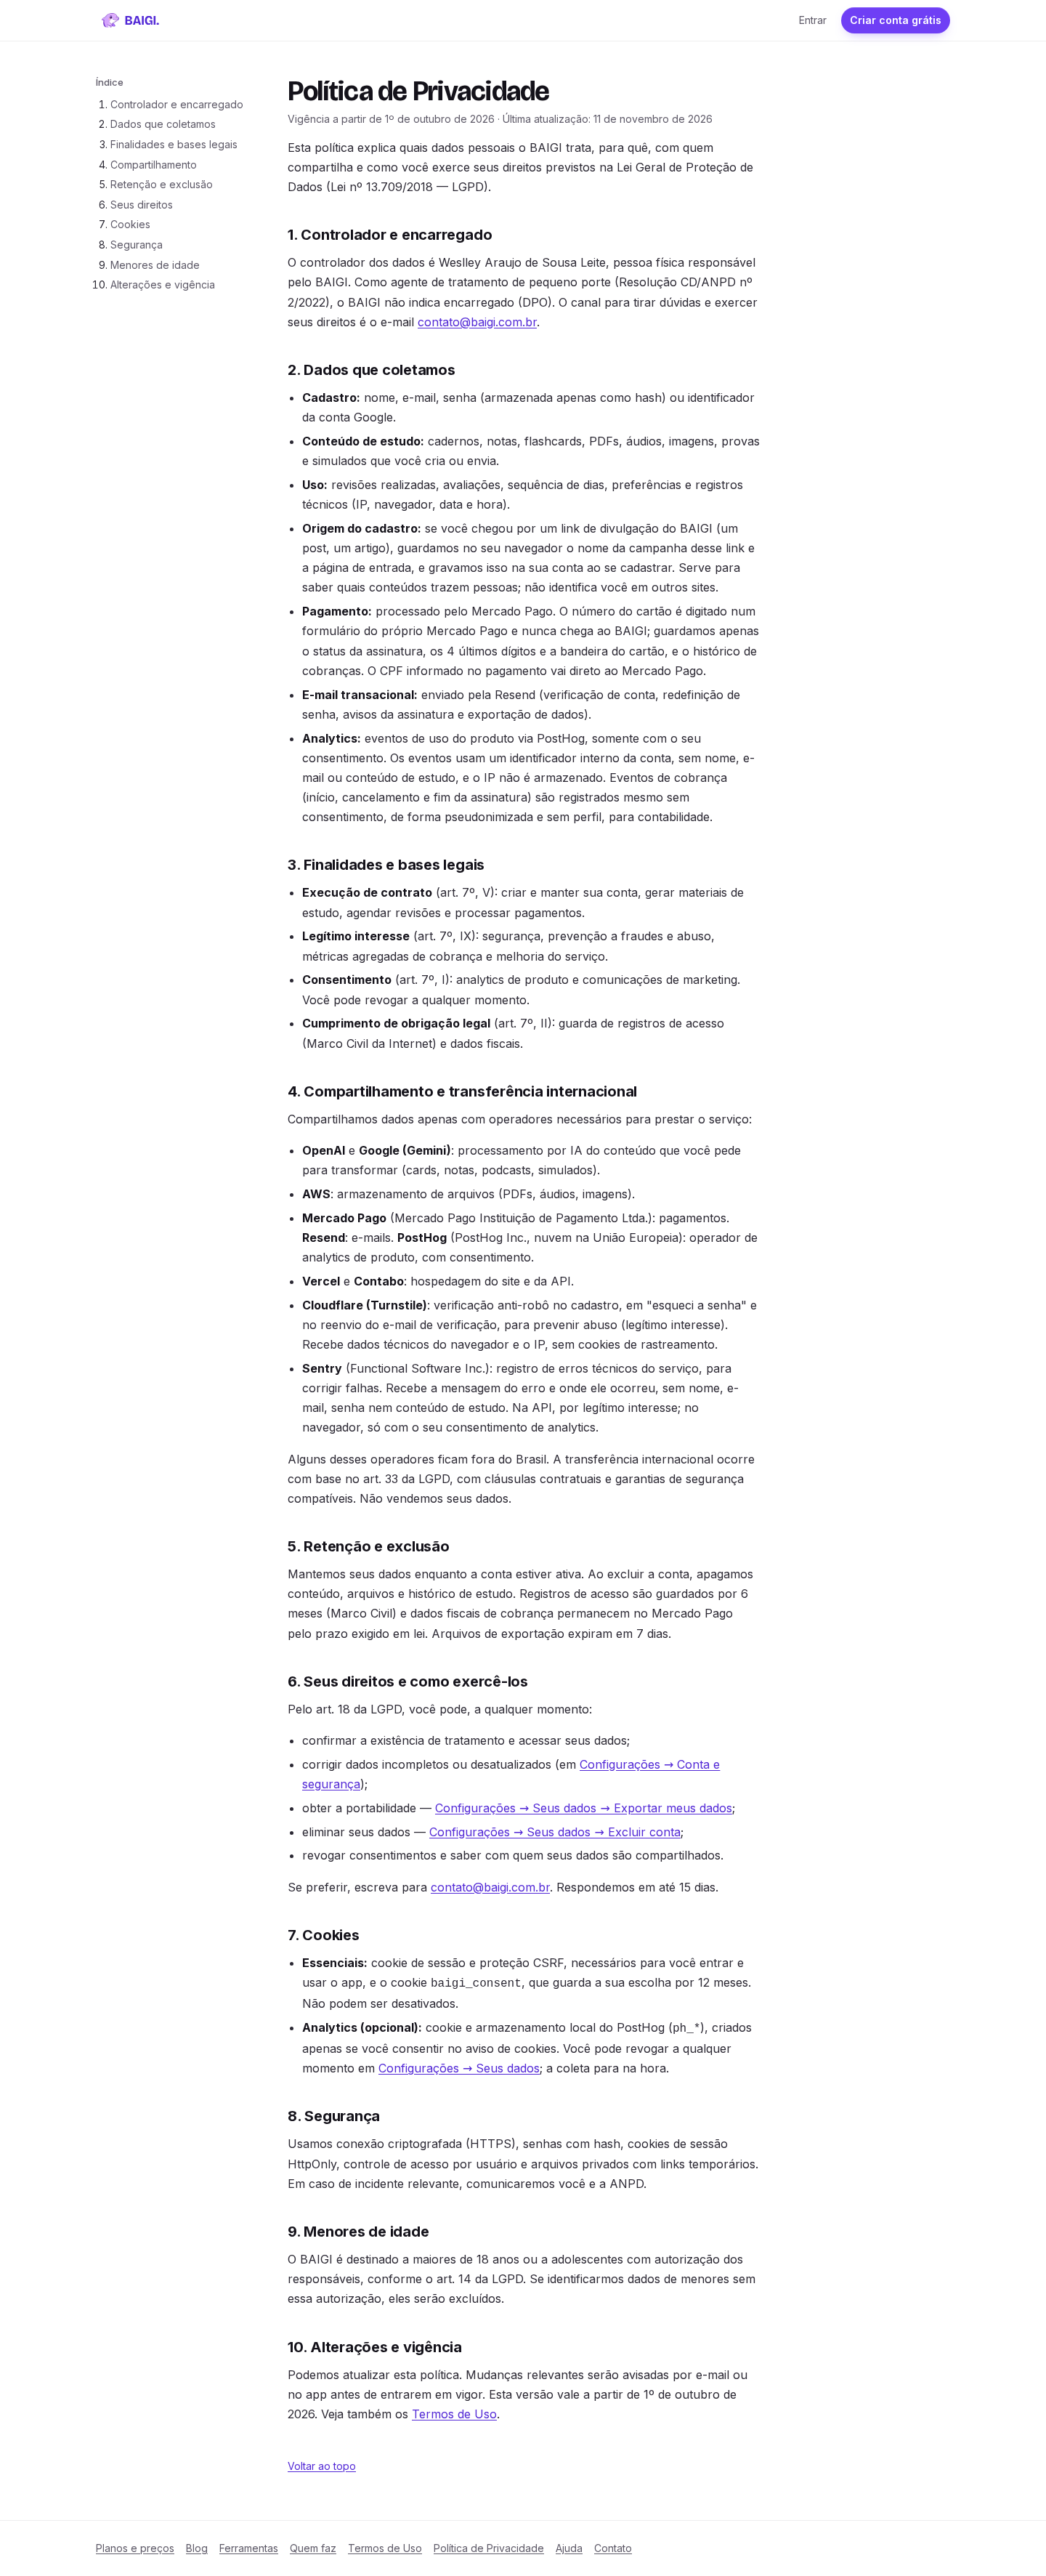 BAIGI.
Entrar
Criar conta grátis
Índice
1. Controlador e encarregado
2. Dados que coletamos
3. Finalidades e bases legais
4. Compartilhamento
5. Retenção e exclusão
6. Seus direitos
7. Cookies
8. Segurança
9. Menores de idade
10. Alterações e vigência
Política de Privacidade
Vigência a partir de 1º de outubro de 2026 · Última atualização: 11 de novembro de 2026
Esta política explica quais dados pessoais o BAIGI trata, para quê, com quem
compartilha e como você exerce seus direitos previstos na Lei Geral de Proteção de
Dados (Lei nº 13.709/2018 — LGPD).
1. Controlador e encarregado
O controlador dos dados é Weslley Araujo de Sousa Leite, pessoa física responsável
pelo BAIGI. Como agente de tratamento de pequeno porte (Resolução CD/ANPD nº
2/2022), o BAIGI não indica encarregado (DPO). O canal para tirar dúvidas e exercer
seus direitos é o e-mail contato@baigi.com.br.
2. Dados que coletamos
• Cadastro: nome, e-mail, senha (armazenada apenas como hash) ou identificador
da conta Google.
• Conteúdo de estudo: cadernos, notas, flashcards, PDFs, áudios, imagens, provas
e simulados que você cria ou envia.
• Uso: revisões realizadas, avaliações, sequência de dias, preferências e registros
técnicos (IP, navegador, data e hora).
• Origem do cadastro: se você chegou por um link de divulgação do BAIGI (um
post, um artigo), guardamos no seu navegador o nome da campanha desse link e
a página de entrada, e gravamos isso na sua conta ao se cadastrar. Serve para
saber quais conteúdos trazem pessoas; não identifica você em outros sites.
• Pagamento: processado pelo Mercado Pago. O número do cartão é digitado num
formulário do próprio Mercado Pago e nunca chega ao BAIGI; guardamos apenas
o status da assinatura, os 4 últimos dígitos e a bandeira do cartão, e o histórico de
cobranças. O CPF informado no pagamento vai direto ao Mercado Pago.
• E-mail transacional: enviado pela Resend (verificação de conta, redefinição de
senha, avisos da assinatura e exportação de dados).
• Analytics: eventos de uso do produto via PostHog, somente com o seu
consentimento. Os eventos usam um identificador interno da conta, sem nome, e-
mail ou conteúdo de estudo, e o IP não é armazenado. Eventos de cobrança
(início, cancelamento e fim da assinatura) são registrados mesmo sem
consentimento, de forma pseudonimizada e sem perfil, para contabilidade.
3. Finalidades e bases legais
• Execução de contrato (art. 7º, V): criar e manter sua conta, gerar materiais de
estudo, agendar revisões e processar pagamentos.
• Legítimo interesse (art. 7º, IX): segurança, prevenção a fraudes e abuso,
métricas agregadas de cobrança e melhoria do serviço.
• Consentimento (art. 7º, I): analytics de produto e comunicações de marketing.
Você pode revogar a qualquer momento.
• Cumprimento de obrigação legal (art. 7º, II): guarda de registros de acesso
(Marco Civil da Internet) e dados fiscais.
4. Compartilhamento e transferência internacional
Compartilhamos dados apenas com operadores necessários para prestar o serviço:
• OpenAI e Google (Gemini): processamento por IA do conteúdo que você pede
para transformar (cards, notas, podcasts, simulados).
• AWS: armazenamento de arquivos (PDFs, áudios, imagens).
• Mercado Pago (Mercado Pago Instituição de Pagamento Ltda.): pagamentos.
Resend: e-mails. PostHog (PostHog Inc., nuvem na União Europeia): operador de
analytics de produto, com consentimento.
• Vercel e Contabo: hospedagem do site e da API.
• Cloudflare (Turnstile): verificação anti-robô no cadastro, em "esqueci a senha" e
no reenvio do e-mail de verificação, para prevenir abuso (legítimo interesse).
Recebe dados técnicos do navegador e o IP, sem cookies de rastreamento.
• Sentry (Functional Software Inc.): registro de erros técnicos do serviço, para
corrigir falhas. Recebe a mensagem do erro e onde ele ocorreu, sem nome, e-
mail, senha nem conteúdo de estudo. Na API, por legítimo interesse; no
navegador, só com o seu consentimento de analytics.
Alguns desses operadores ficam fora do Brasil. A transferência internacional ocorre
com base no art. 33 da LGPD, com cláusulas contratuais e garantias de segurança
compatíveis. Não vendemos seus dados.
5. Retenção e exclusão
Mantemos seus dados enquanto a conta estiver ativa. Ao excluir a conta, apagamos
conteúdo, arquivos e histórico de estudo. Registros de acesso são guardados por 6
meses (Marco Civil) e dados fiscais de cobrança permanecem no Mercado Pago
pelo prazo exigido em lei. Arquivos de exportação expiram em 7 dias.
6. Seus direitos e como exercê-los
Pelo art. 18 da LGPD, você pode, a qualquer momento:
• confirmar a existência de tratamento e acessar seus dados;
• corrigir dados incompletos ou desatualizados (em Configurações → Conta e
segurança);
• obter a portabilidade — Configurações → Seus dados → Exportar meus dados;
• eliminar seus dados — Configurações → Seus dados → Excluir conta;
• revogar consentimentos e saber com quem seus dados são compartilhados.
Se preferir, escreva para contato@baigi.com.br. Respondemos em até 15 dias.
7. Cookies
• Essenciais: cookie de sessão e proteção CSRF, necessários para você entrar e
usar o app, e o cookie baigi_consent, que guarda a sua escolha por 12 meses.
Não podem ser desativados.
• Analytics (opcional): cookie e armazenamento local do PostHog (ph_*), criados
apenas se você consentir no aviso de cookies. Você pode revogar a qualquer
momento em Configurações → Seus dados; a coleta para na hora.
8. Segurança
Usamos conexão criptografada (HTTPS), senhas com hash, cookies de sessão
HttpOnly, controle de acesso por usuário e arquivos privados com links temporários.
Em caso de incidente relevante, comunicaremos você e a ANPD.
9. Menores de idade
O BAIGI é destinado a maiores de 18 anos ou a adolescentes com autorização dos
responsáveis, conforme o art. 14 da LGPD. Se identificarmos dados de menores sem
essa autorização, eles serão excluídos.
10. Alterações e vigência
Podemos atualizar esta política. Mudanças relevantes serão avisadas por e-mail ou
no app antes de entrarem em vigor. Esta versão vale a partir de 1º de outubro de
2026. Veja também os Termos de Uso.
Voltar ao topo
Planos e preços Blog Ferramentas Quem faz Termos de Uso Política de Privacidade Ajuda Contato